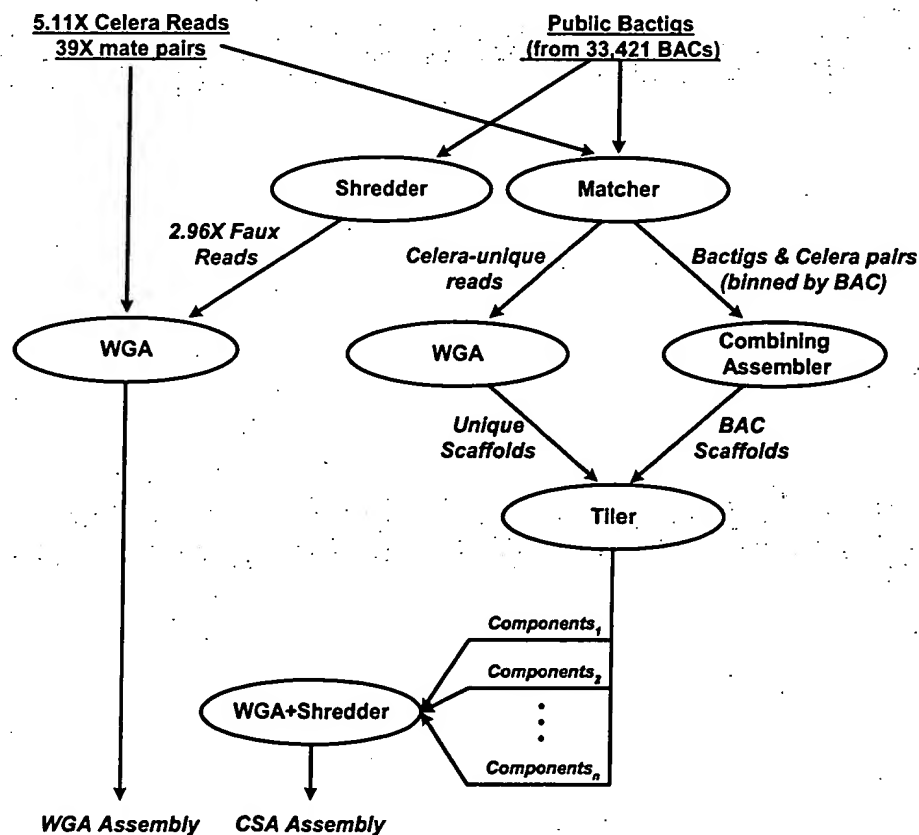 5.11X Celera Reads
39X mate pairs
Public Bactigs
(from 33,421 BACs)
Shredder
Matcher
2.96X Faux
Reads
Celera-unique
reads
Bactigs & Celera pairs
(binned by BAC)
WGA
WGA
Combining
Assembler
Unique
Scaffolds
BAC
Scaffolds
Tiler
Components1
Components2
WGA+Shredder
Componentsn
WGA Assembly
CSA Assembly